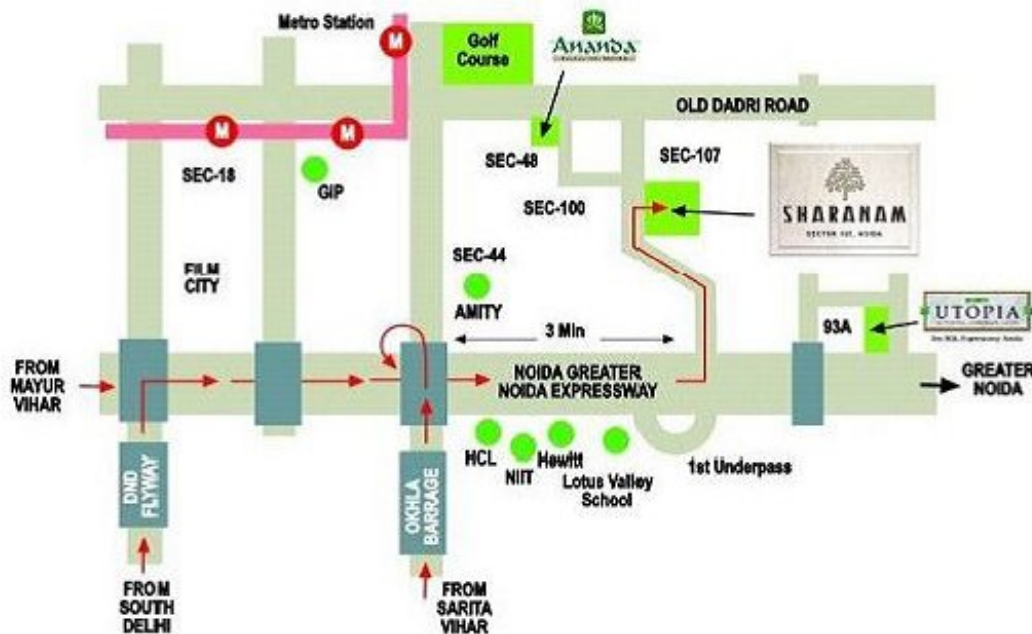 Metro Station
M
Golf
Course
Ananda
OLD DADRI ROAD
M
M
SEC-18
GIP
SEC-49
SEC-107
SEC-100
SHARANAM
SECTOR 107, NOIDA
SEC-44
AMITY
FILM
CITY
3 Min
93A
UTOPIA
FROM
MAYUR
VIHAR
NOIDA GREATER
NOIDA EXPRESSWAY
GREATER
NOIDA
HCL
NIIT
Hewitt
Lotus Valley
School
1st Underpass
DND
FLYWAY
OKHLA
BARRAGE
FROM
SOUTH
DELHI
FROM
SARITA
VIHAR